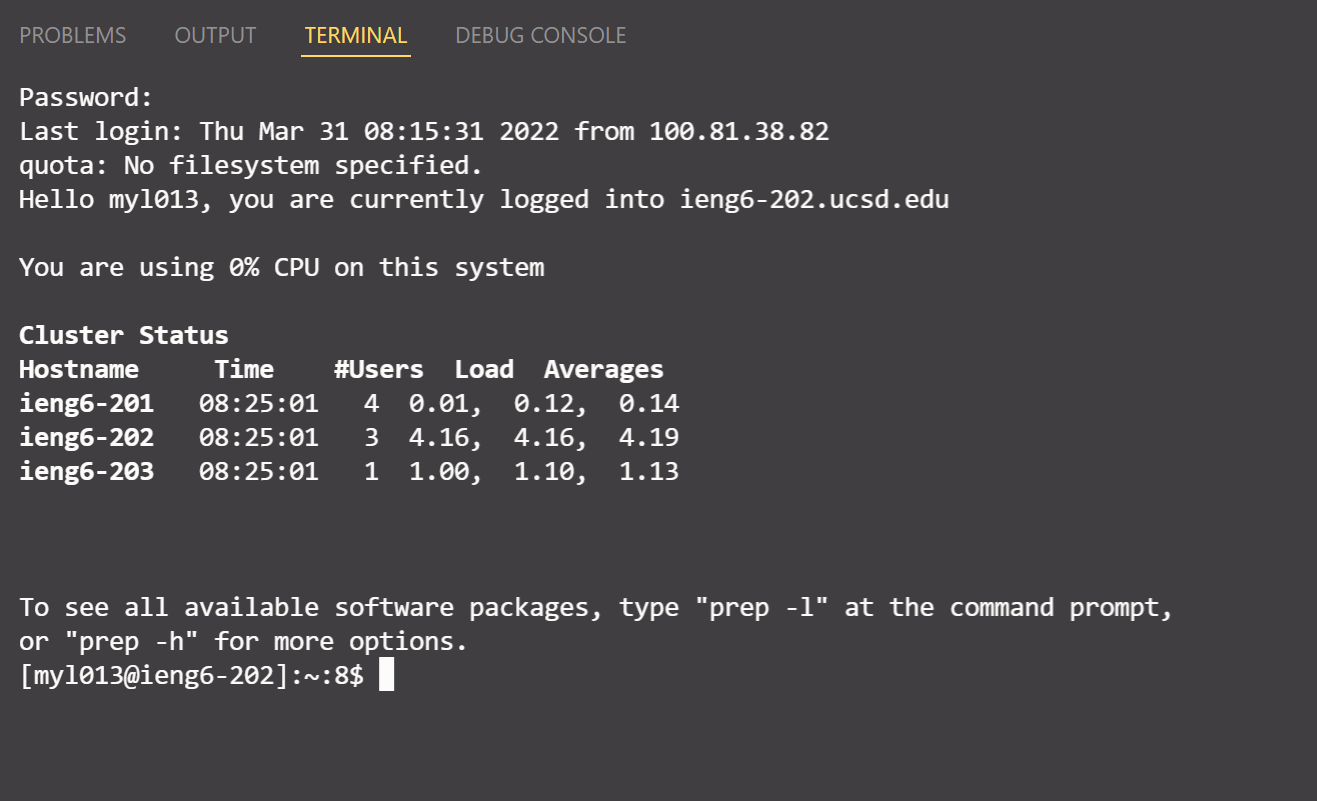 PROBLEMS OUTPUT TERMINAL DEBUG CONSOLE
Password:
Last login: Thu Mar 31 08:15:31 2022 from 100.81.38.82
quota: No filesystem specified.
Hello myl013, you are currently logged into ieng6-202.ucsd.edu
You are using 0% CPU on this system
Cluster Status
Hostname     Time    #Users  Load  Averages
ieng6-201   08:25:01   4  0.01,  0.12,  0.14
ieng6-202   08:25:01   3  4.16,  4.16,  4.19
ieng6-203   08:25:01   1  1.00,  1.10,  1.13
To see all available software packages, type "prep -l" at the command prompt,
or "prep -h" for more options.
[myl013@ieng6-202]:~:8$